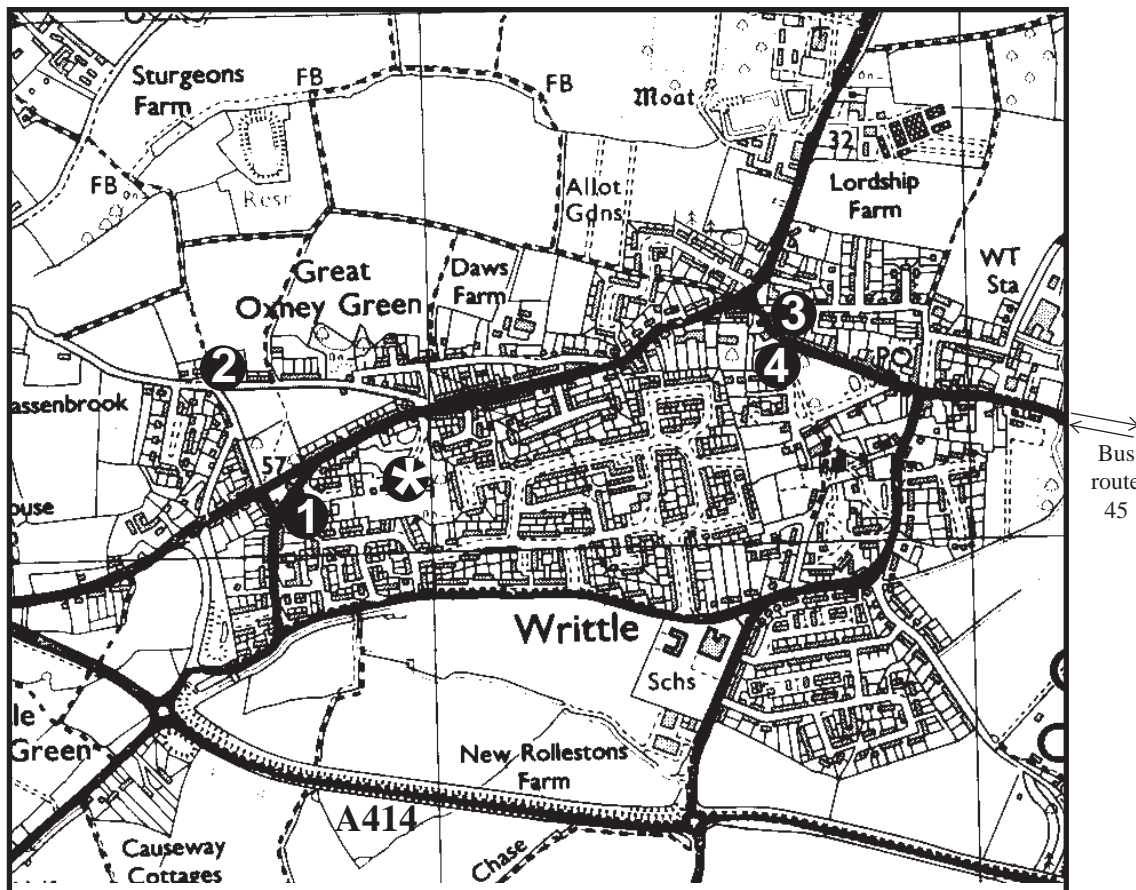 Sturgeons
Farm
FB
FB
Moat
32
Lordship
Farm
FB
Resr
Allot
Gdns
WT
Sta
Great
Oxney Green
Daws
Farm
3
2
4
PO
assenbrook
57
*
1
ouse
Bus
route
45
Writtle
Schs
le
Green
New Rollestons
Farm
A414
Causeway
Cottages
Chase